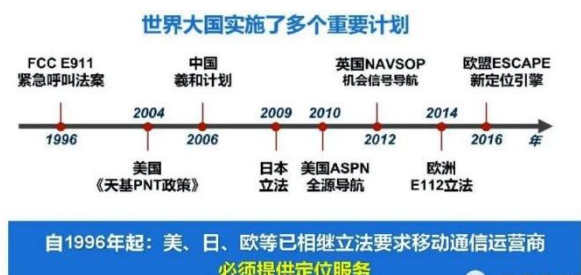 世界大国实施了多个重要计划
FCC E911
紧急呼叫法案
中国
羲和计划
英国NAVSOP
机会信号导航
欧盟ESCAPE
新定位引擎
2004
2009
2010
2014
1996
2006
2012
2016
年
美国
《天基PNT政策》
日本
立法
美国ASPN
全源导航
欧洲
E112立法
自1996年起：美、日、欧等已相继立法要求移动通信运营商
必须提供定位服务